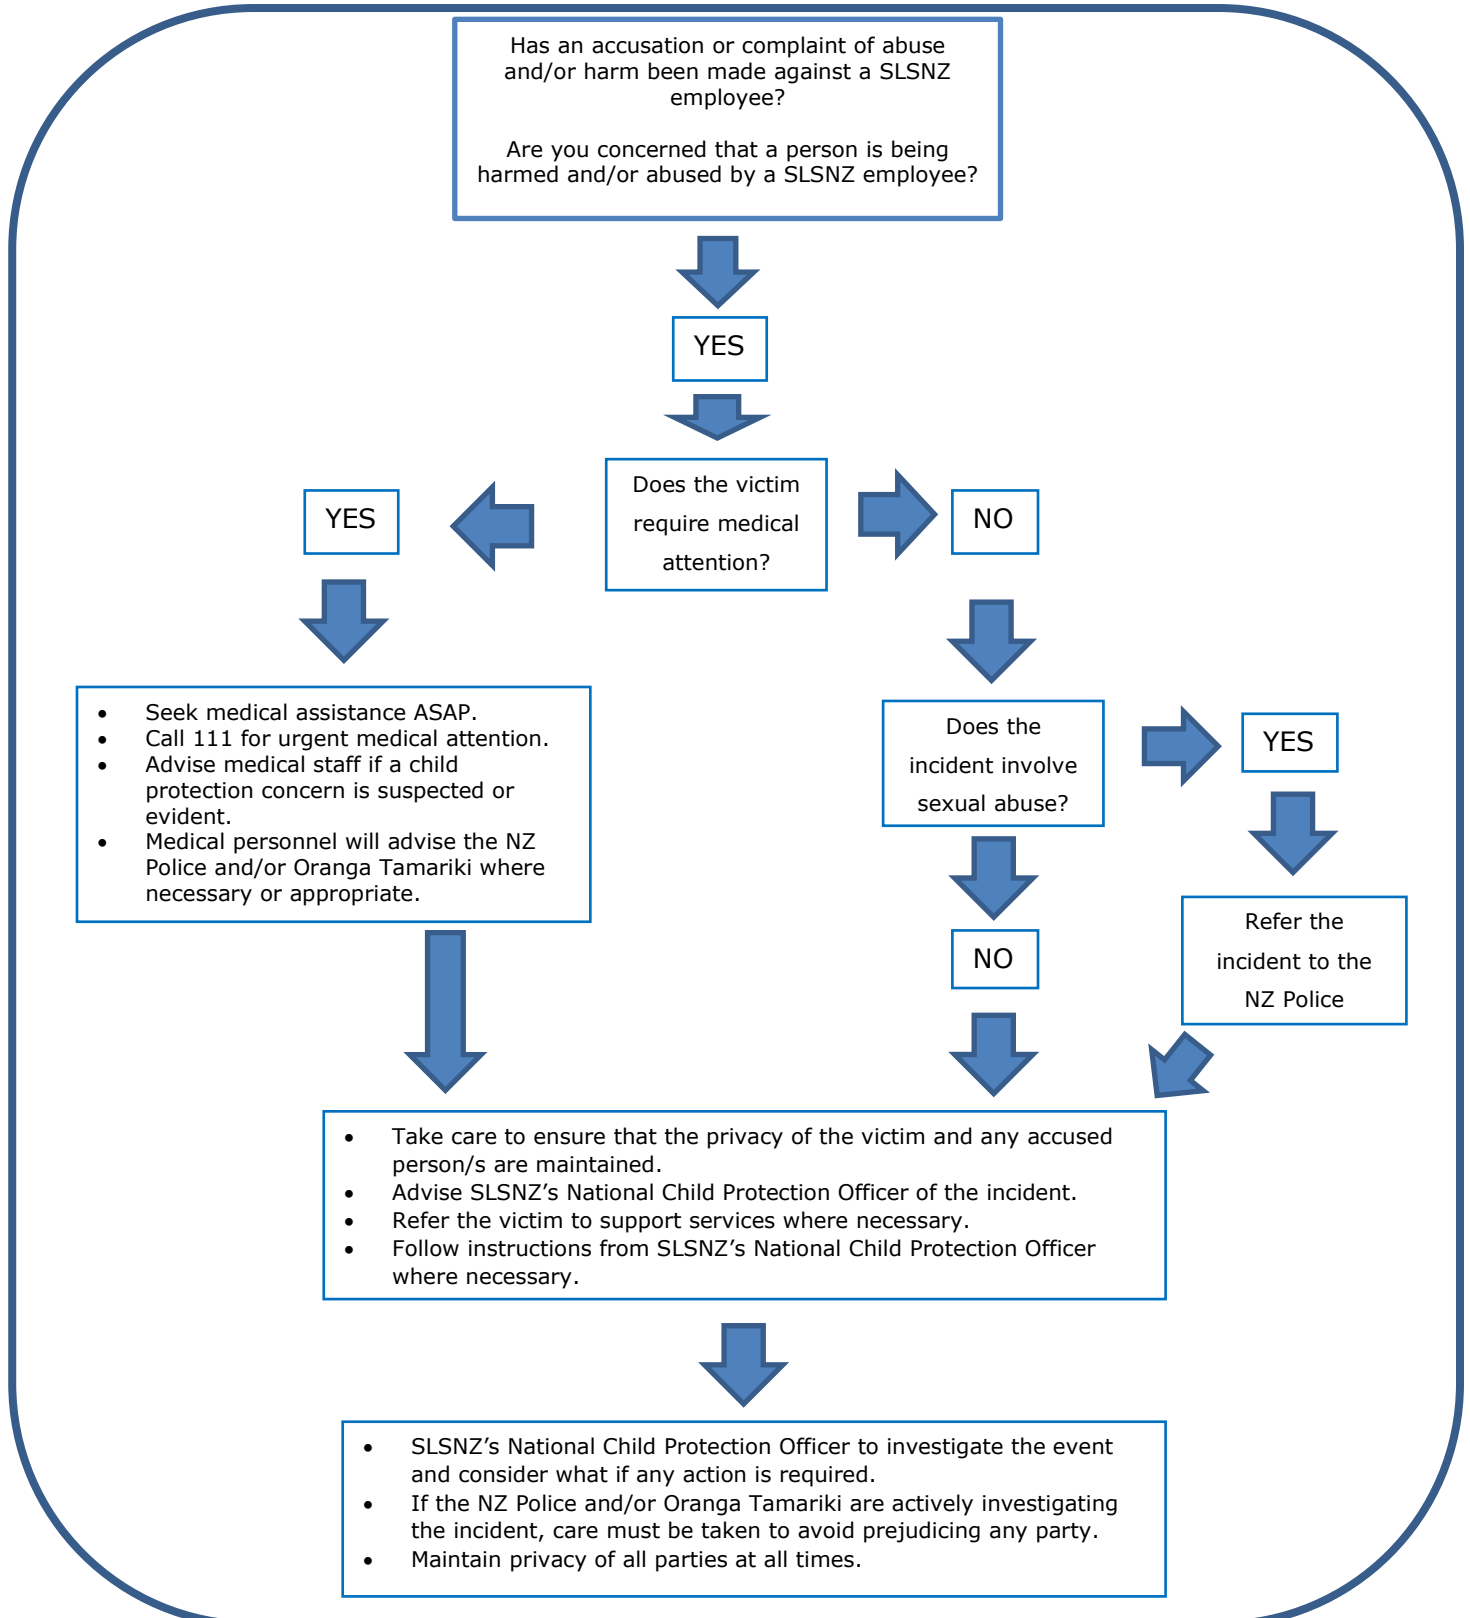 Has an accusation or complaint of abuse
and/or harm been made against a SLSNZ
employee?
Are you concerned that a person is being
harmed and/or abused by a SLSNZ employee?
YES
Does the victim
require medical
attention?
YES
NO
• Seek medical assistance ASAP.
• Call 111 for urgent medical attention.
• Advise medical staff if a child
protection concern is suspected or
evident.
• Medical personnel will advise the NZ
Police and/or Oranga Tamariki where
necessary or appropriate.
Does the
incident involve
sexual abuse?
YES
NO
Refer the
incident to the
NZ Police
• Take care to ensure that the privacy of the victim and any accused
person/s are maintained.
• Advise SLSNZ’s National Child Protection Officer of the incident.
• Refer the victim to support services where necessary.
• Follow instructions from SLSNZ’s National Child Protection Officer
where necessary.
• SLSNZ’s National Child Protection Officer to investigate the event
and consider what if any action is required.
• If the NZ Police and/or Oranga Tamariki are actively investigating
the incident, care must be taken to avoid prejudicing any party.
• Maintain privacy of all parties at all times.